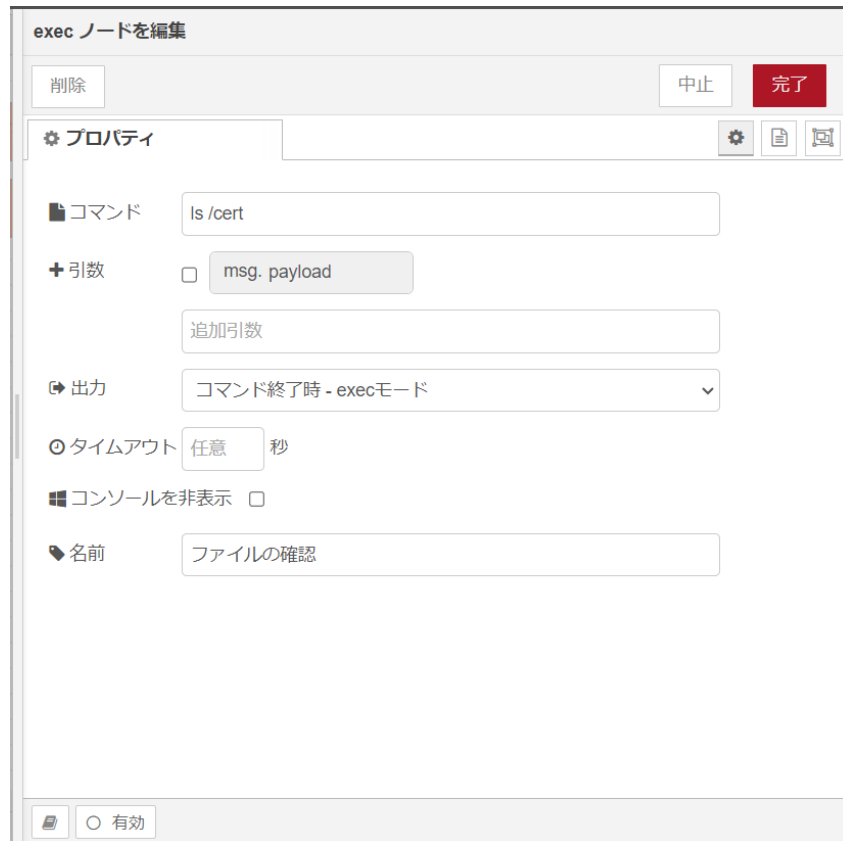 exec ノードを編集
削除
中止
完了
プロパティ
コマンド
ls /cert
引数
msg. payload
追加引数
出力
コマンド終了時 - execモード
タイムアウト
任意
秒
コンソールを非表示
名前
ファイルの確認
有効